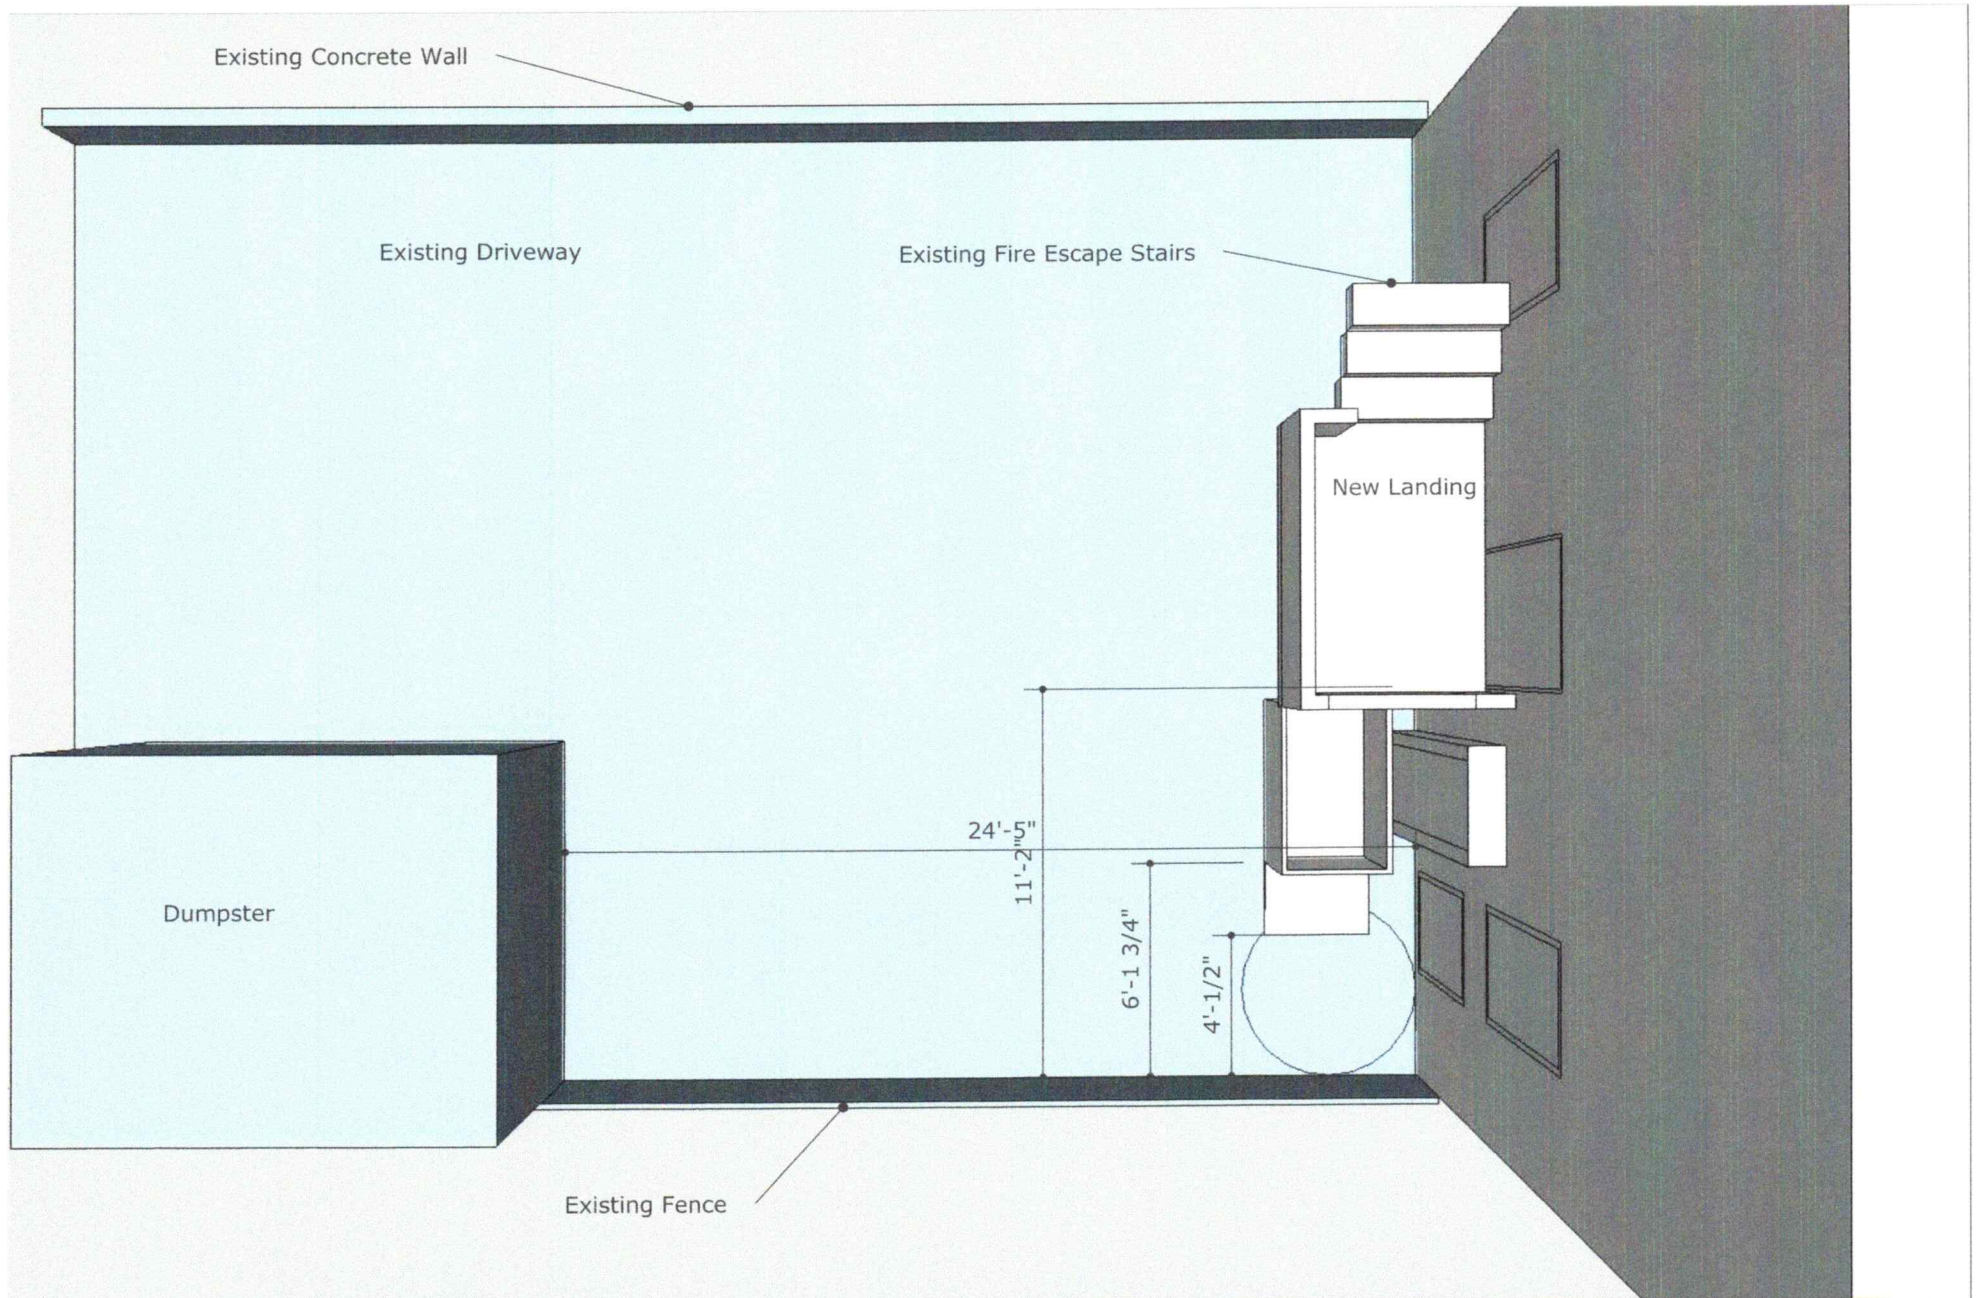 Existing Concrete Wall
Existing Driveway
Existing Fire Escape Stairs
New Landing
24'-5"
11'-2"
6'-1 3/4"
4'-1/2"
Dumpster
Existing Fence